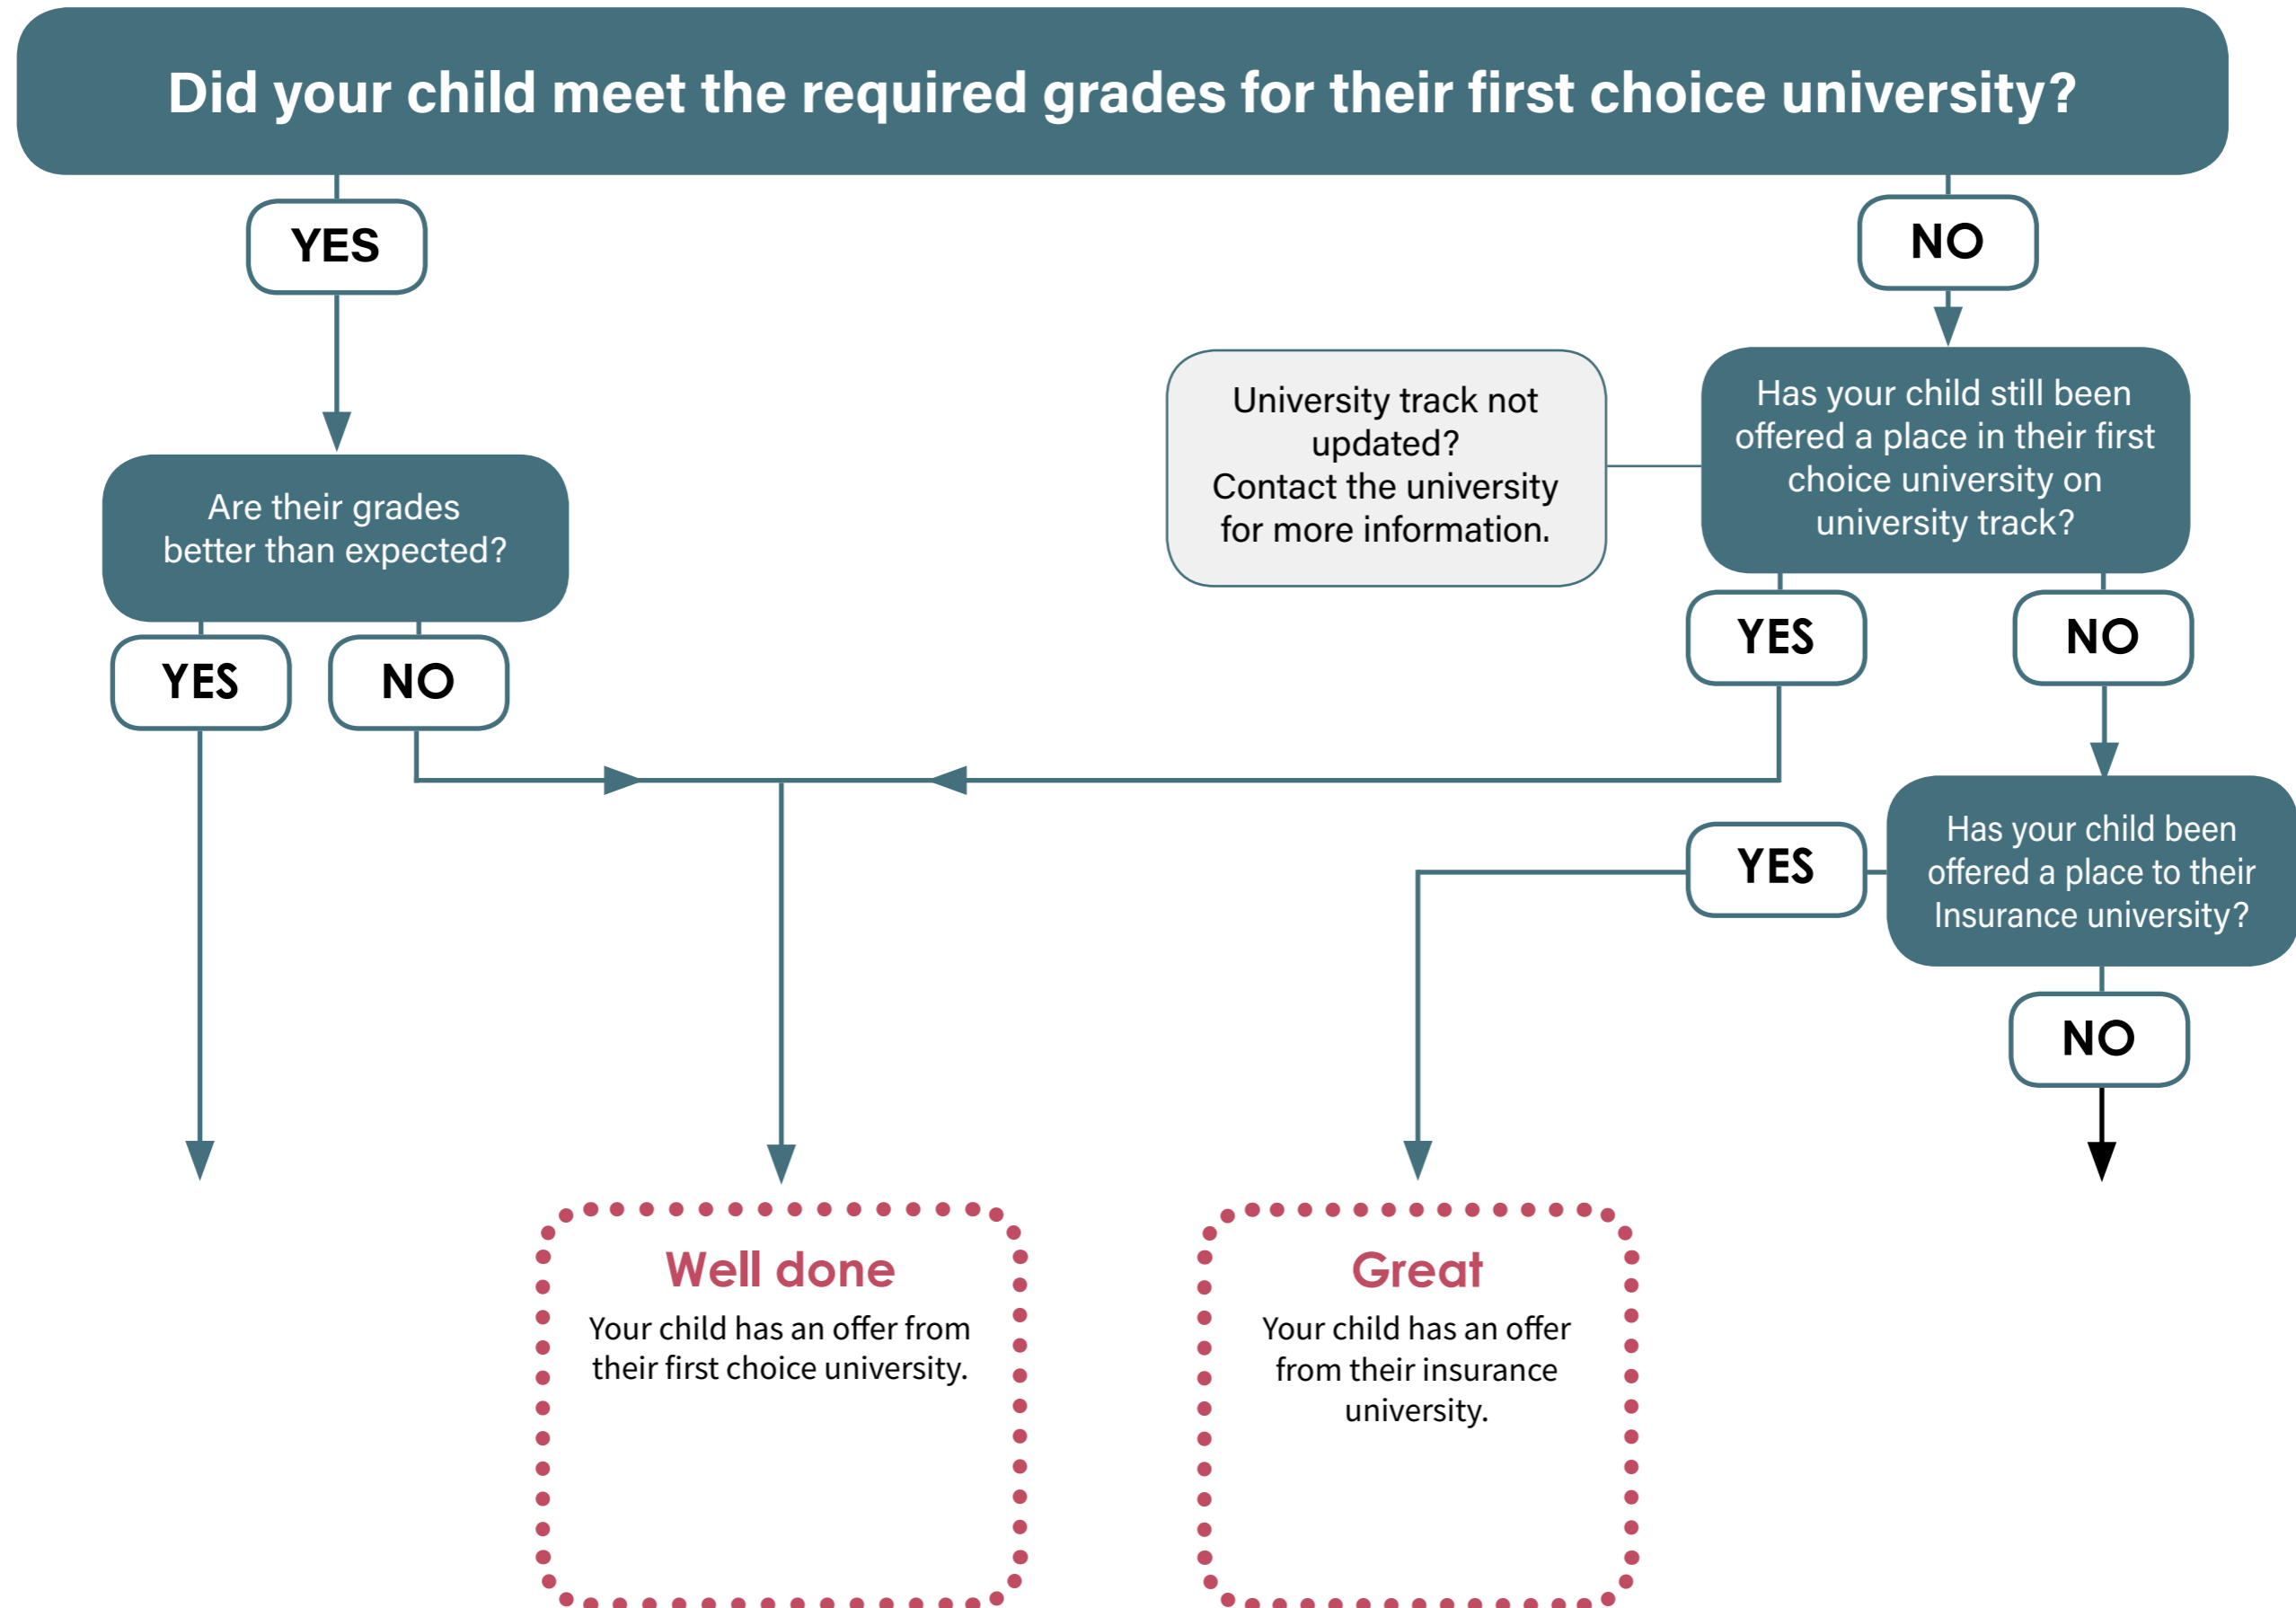 Did your child meet the required grades for their first choice university?
YES
NO
University track not
updated?
Contact the university
for more information.
Has your child still been
offered a place in their first
choice university on
university track?
Are their grades
better than expected?
YES
NO
YES
NO
Has your child been
offered a place to their
Insurance university?
YES
NO
Well done
Your child has an offer from
their first choice university.
Great
Your child has an offer
from their insurance
university.